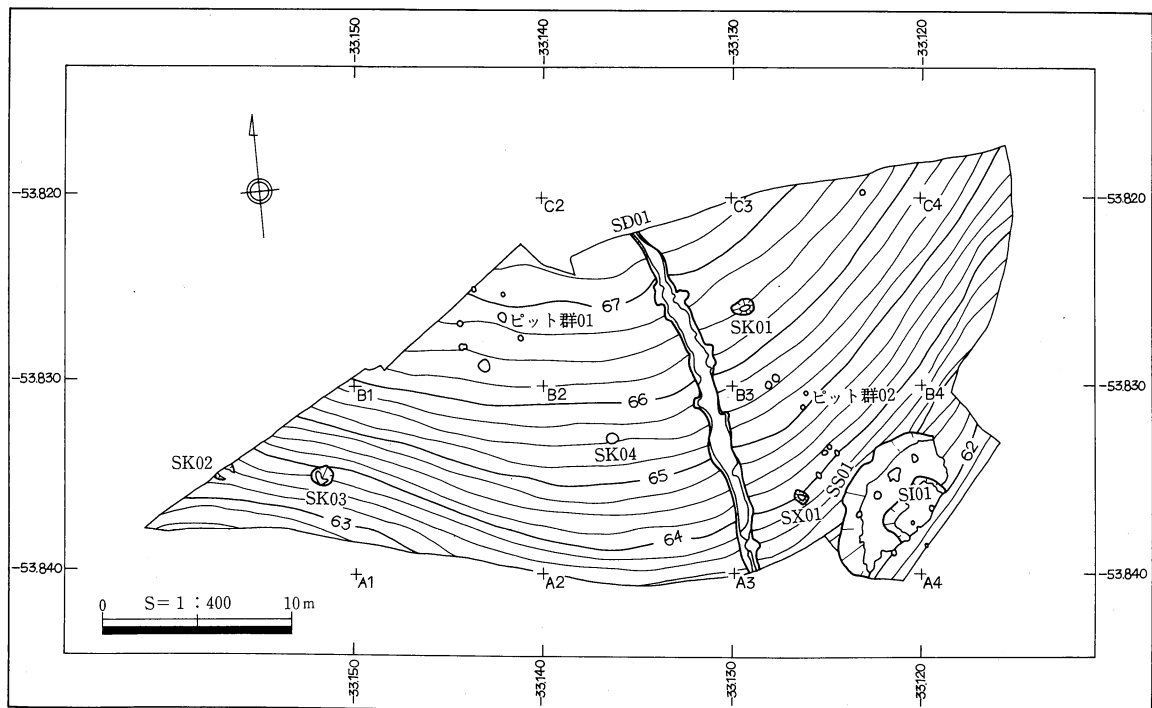 -33.150
-33.140
-33.130
-33.120
-53.820
-53.820
C2
C3
C4
SD01
67
ピット群01
SK01
-53.830
-53.830
B1
B2
66
B3
B4
ピット群02
SK04
62
SK02
65
SS01
SK03
SI01
SX01
63
64
-53.840
-53.840
A1
A2
A3
A4
0
S=1:400
10m
-33.150
-33.140
-33.130
-33.120